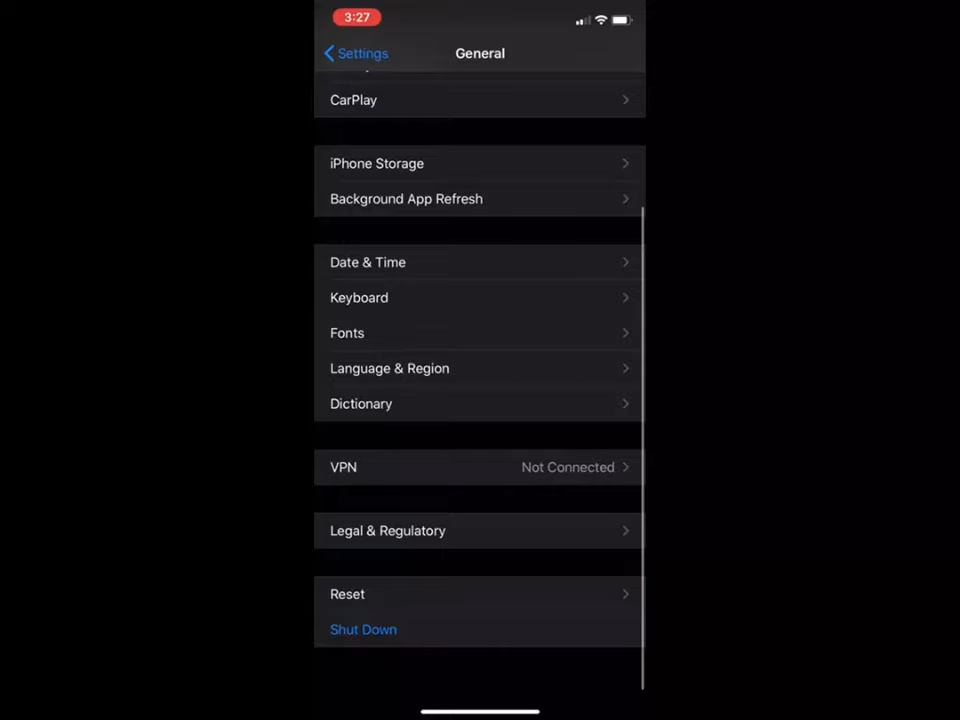 3:27
Settings
General
CarPlay
iPhone Storage
Background App Refresh
Date & Time
Keyboard
Fonts
Language & Region
Dictionary
VPN Not Connected
Legal & Regulatory
Reset
Shut Down